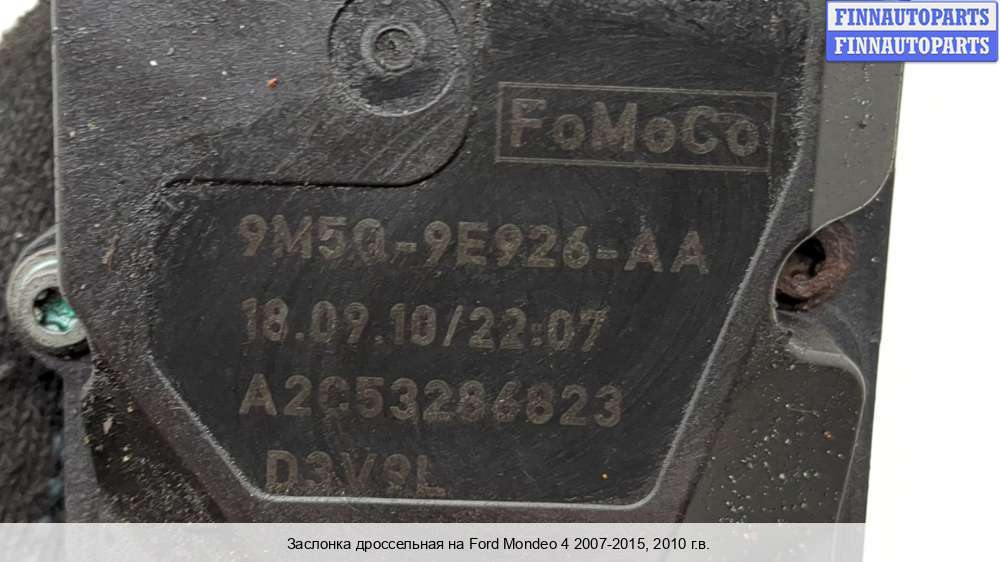 FINNAUTOPARTS
FINNAUTOPARTS
FoMoCo
9M5Q-9E926-AA
18.09.10/22:07
A2C53286823
D3V9L
Заслонка дроссельная на Ford Mondeo 4 2007-2015, 2010 г.в.